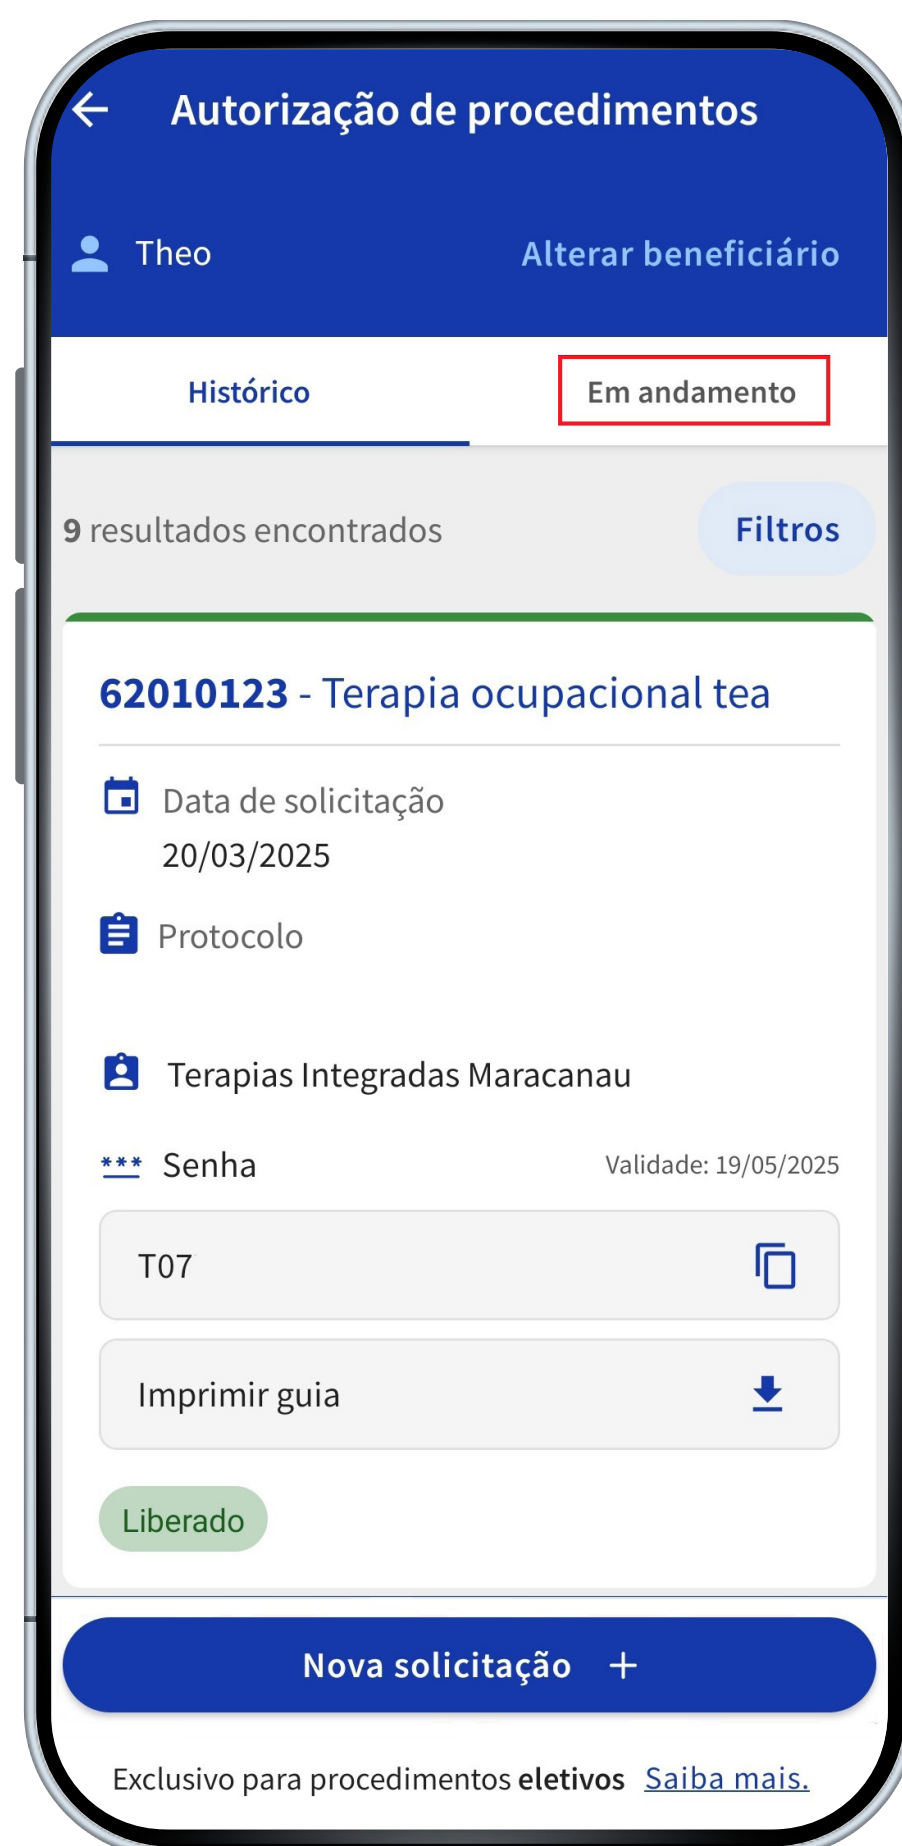 Autorização de procedimentos
Theo
Alterar beneficiário
Histórico
Em andamento
9 resultados encontrados
Filtros
62010123 - Terapia ocupacional tea
Data de solicitação
20/03/2025
Protocolo
Terapias Integradas Maracanau
*** Senha
Validade: 19/05/2025
T07
Imprimir guia
Liberado
Nova solicitação +
Exclusivo para procedimentos eletivos Saiba mais.